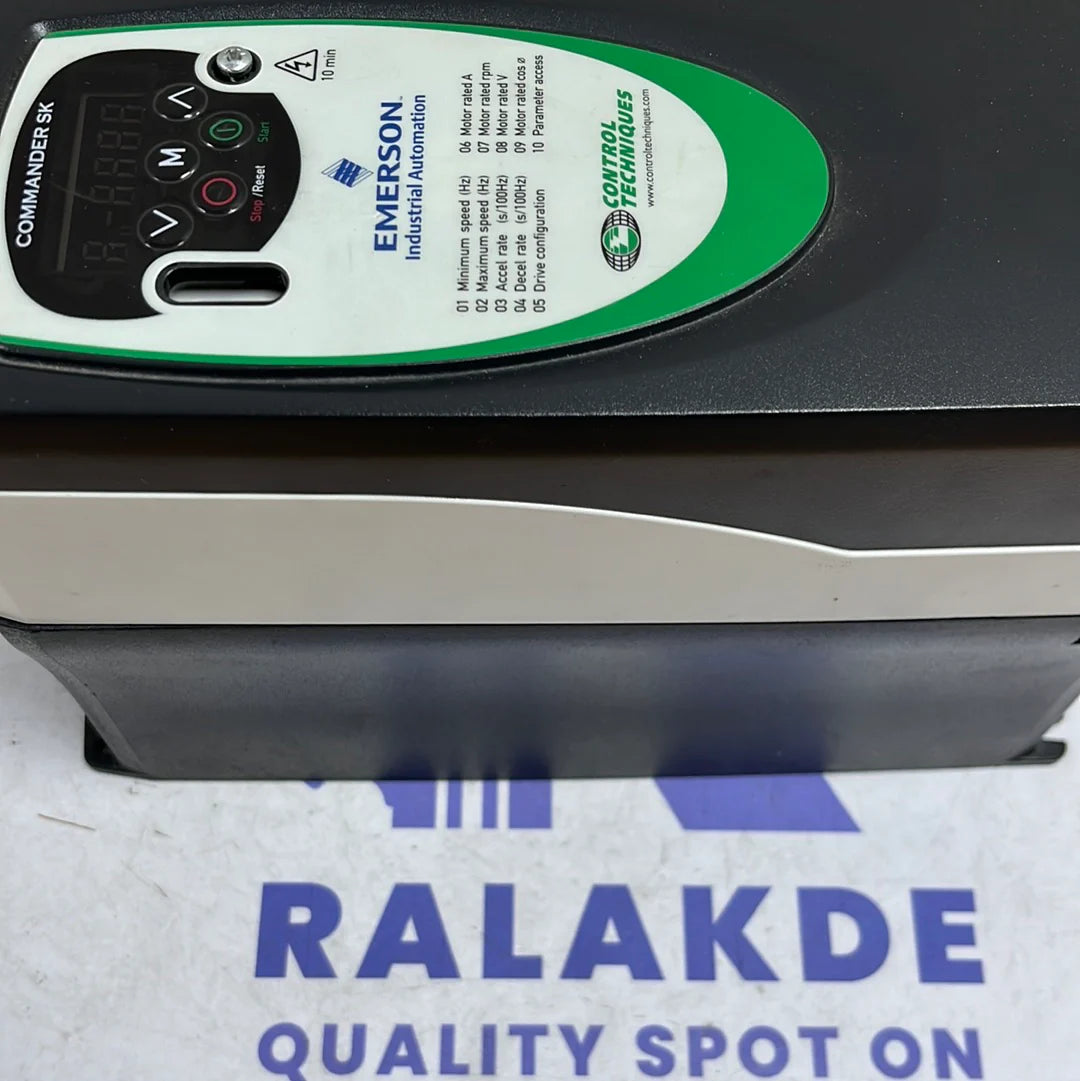 COMMANDER SK
M
Start
Stop/Reset
10 min
EMERSON™
Industrial Automation
01 Minimum speed (Hz)
02 Maximum speed (Hz)
03 Accel rate (s/100Hz)
04 Decel rate (s/100Hz)
05 Drive configuration
06 Motor rated A
07 Motor rated rpm
08 Motor rated V
09 Motor rated cos ø
10 Parameter access
CONTROL
TECHNIQUES
www.controltechniques.com
RALAKDE
QUALITY SPOT ON